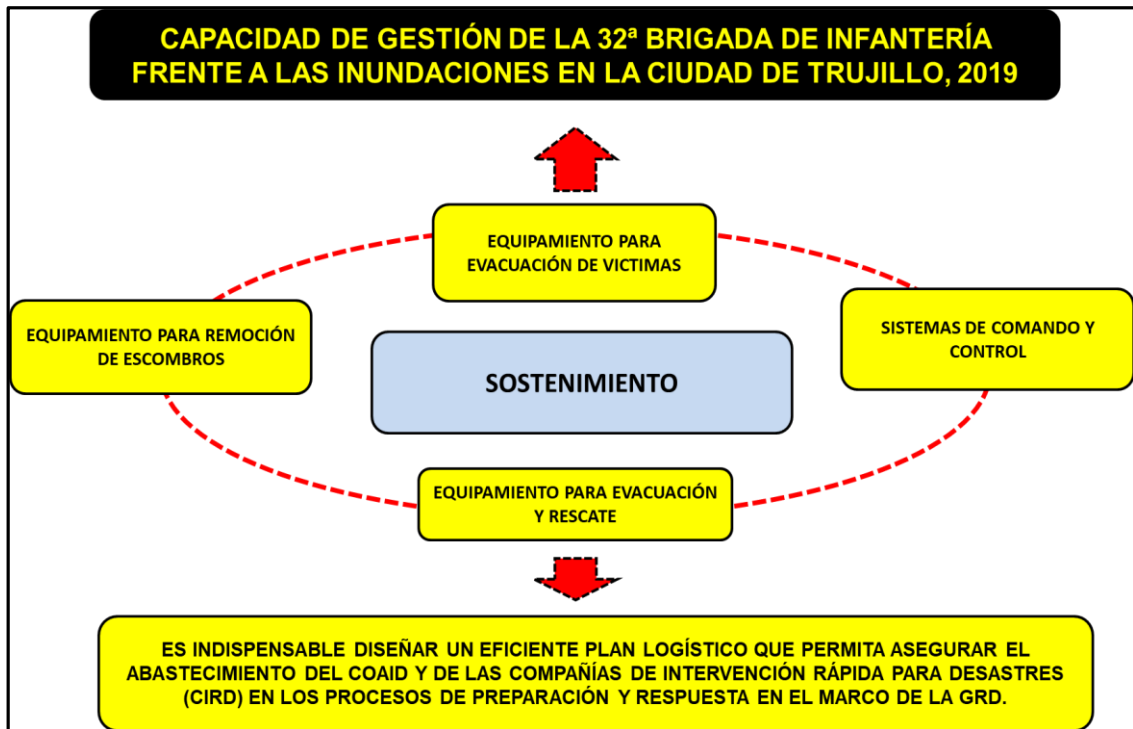 CAPACIDAD DE GESTIÓN DE LA 32ª BRIGADA DE INFANTERÍA
FRENTE A LAS INUNDACIONES EN LA CIUDAD DE TRUJILLO, 2019
EQUIPAMIENTO PARA
EVACUACIÓN DE VICTIMAS
EQUIPAMIENTO PARA REMOCIÓN
DE ESCOMBROS
SISTEMAS DE COMANDO Y
CONTROL
SOSTENIMIENTO
EQUIPAMIENTO PARA EVACUACIÓN
Y RESCATE
ES INDISPENSABLE DISEÑAR UN EFICIENTE PLAN LOGÍSTICO QUE PERMITA ASEGURAR EL
ABASTECIMIENTO DEL COAID Y DE LAS COMPAÑÍAS DE INTERVENCIÓN RÁPIDA PARA DESASTRES
(CIRD) EN LOS PROCESOS DE PREPARACIÓN Y RESPUESTA EN EL MARCO DE LA GRD.